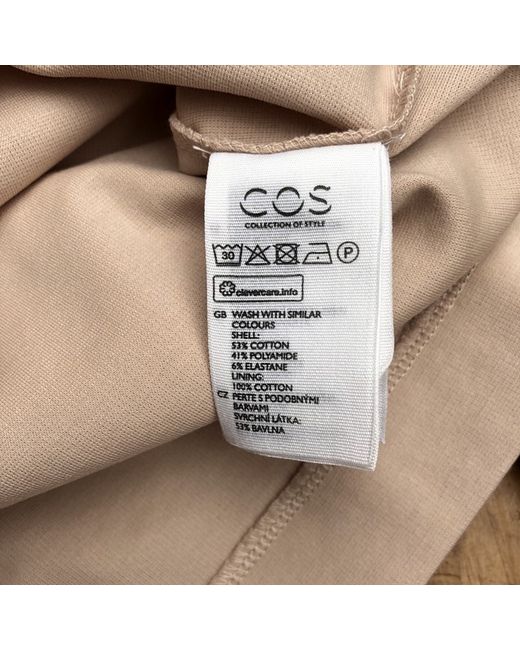 COS
COLLECTION OF STYLE
30 P
clevercare.info
GB WASH WITH SIMILAR
COLOURS
SHELL:
53% COTTON
41% POLYAMIDE
6% ELASTANE
LINING:
100% COTTON
CZ PERTE S PODOBNÝMI
BARVAMI
SVRCHNÍ LÁTKA:
53% BAVLNA